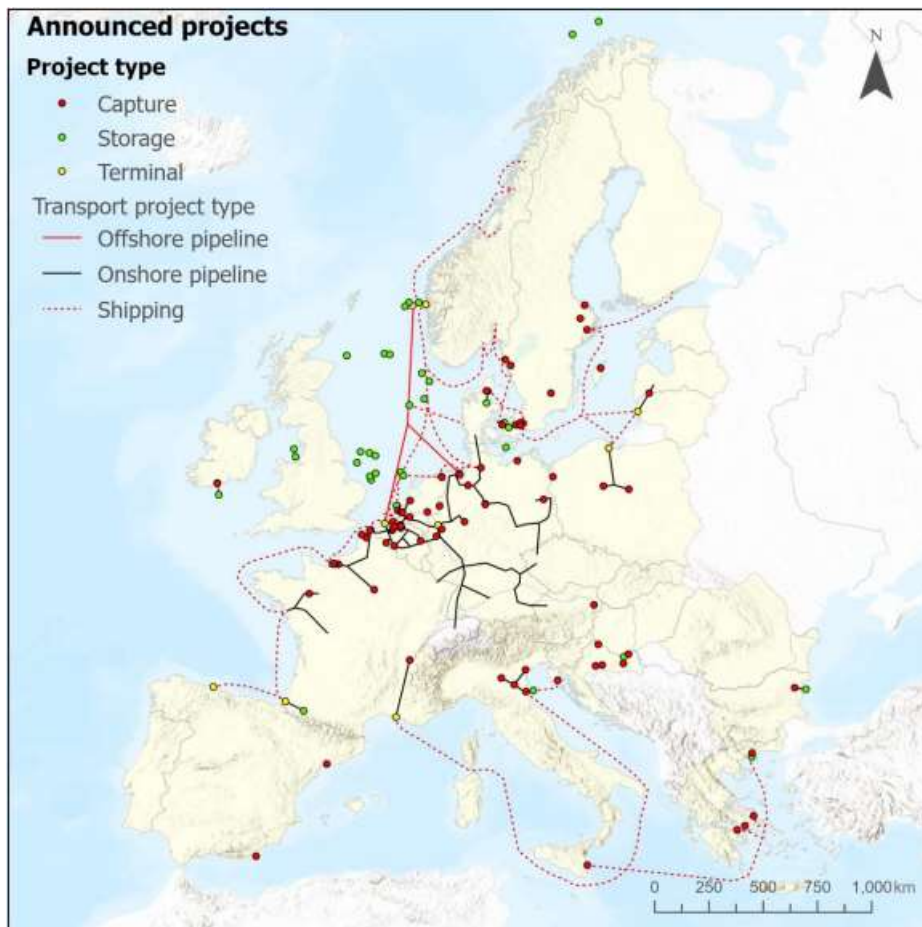 Announced projects
Project type
Capture
Storage
Terminal
Transport project type
Offshore pipeline
Onshore pipeline
Shipping
N
0 250 500 750 1,000 km